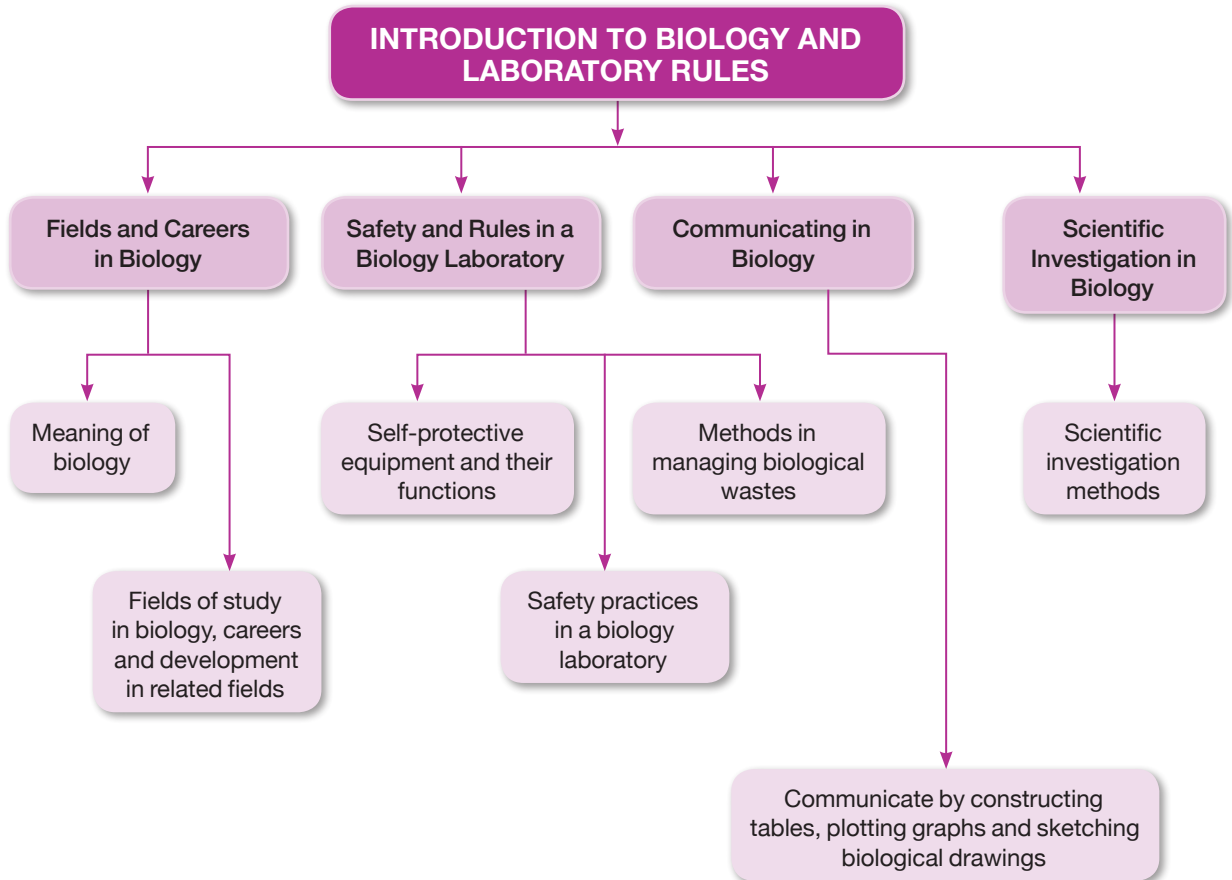 INTRODUCTION TO BIOLOGY AND
LABORATORY RULES
Fields and Careers
in Biology
Safety and Rules in a
Biology Laboratory
Communicating in
Biology
Scientific
Investigation in
Biology
Meaning of
biology
Self-protective
equipment and their
functions
Methods in
managing biological
wastes
Scientific
investigation
methods
Fields of study
in biology, careers
and development
in related fields
Safety practices
in a biology
laboratory
Communicate by constructing
tables, plotting graphs and sketching
biological drawings